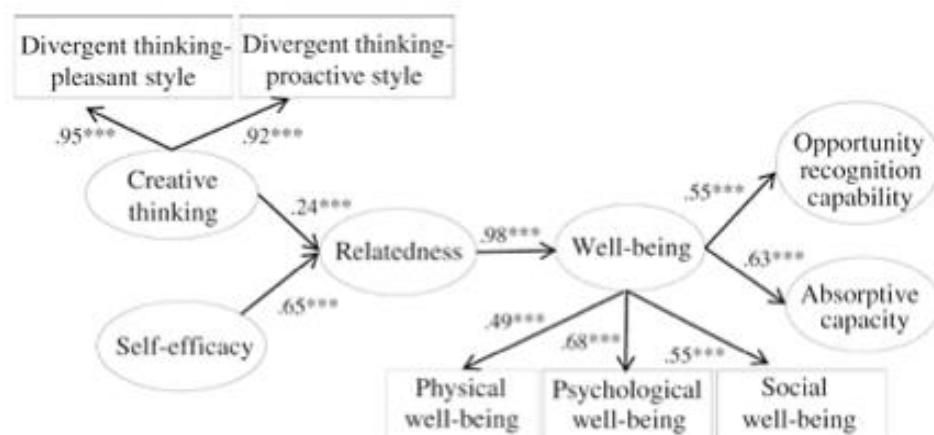 Divergent thinking-
pleasant style
Divergent thinking-
proactive style
.95***
.92***
Creative
thinking
.24***
Relatedness
.98***
Well-being
.55***
Opportunity
recognition
capability
.65***
Self-efficacy
.63***
Absorptive
capacity
.49***
.68***
.55***
Physical
well-being
Psychological
well-being
Social
well-being